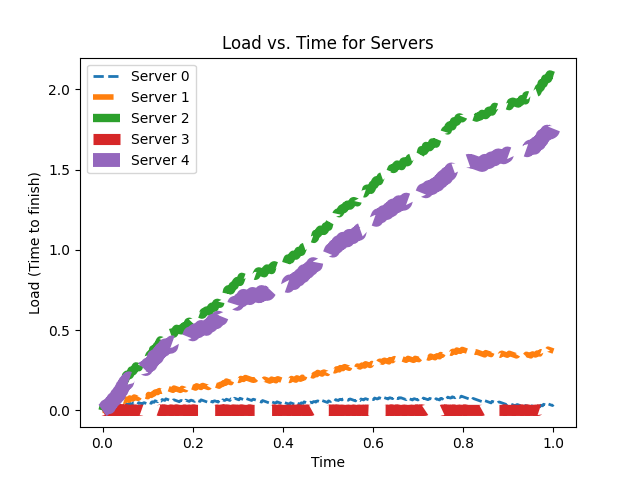 Load vs. Time for Servers
Server 0
Server 1
Server 2
Server 3
Server 4
Load (Time to finish)
2.0
1.5
1.0
0.5
0.0
0.0 0.2 0.4 0.6 0.8 1.0
Time